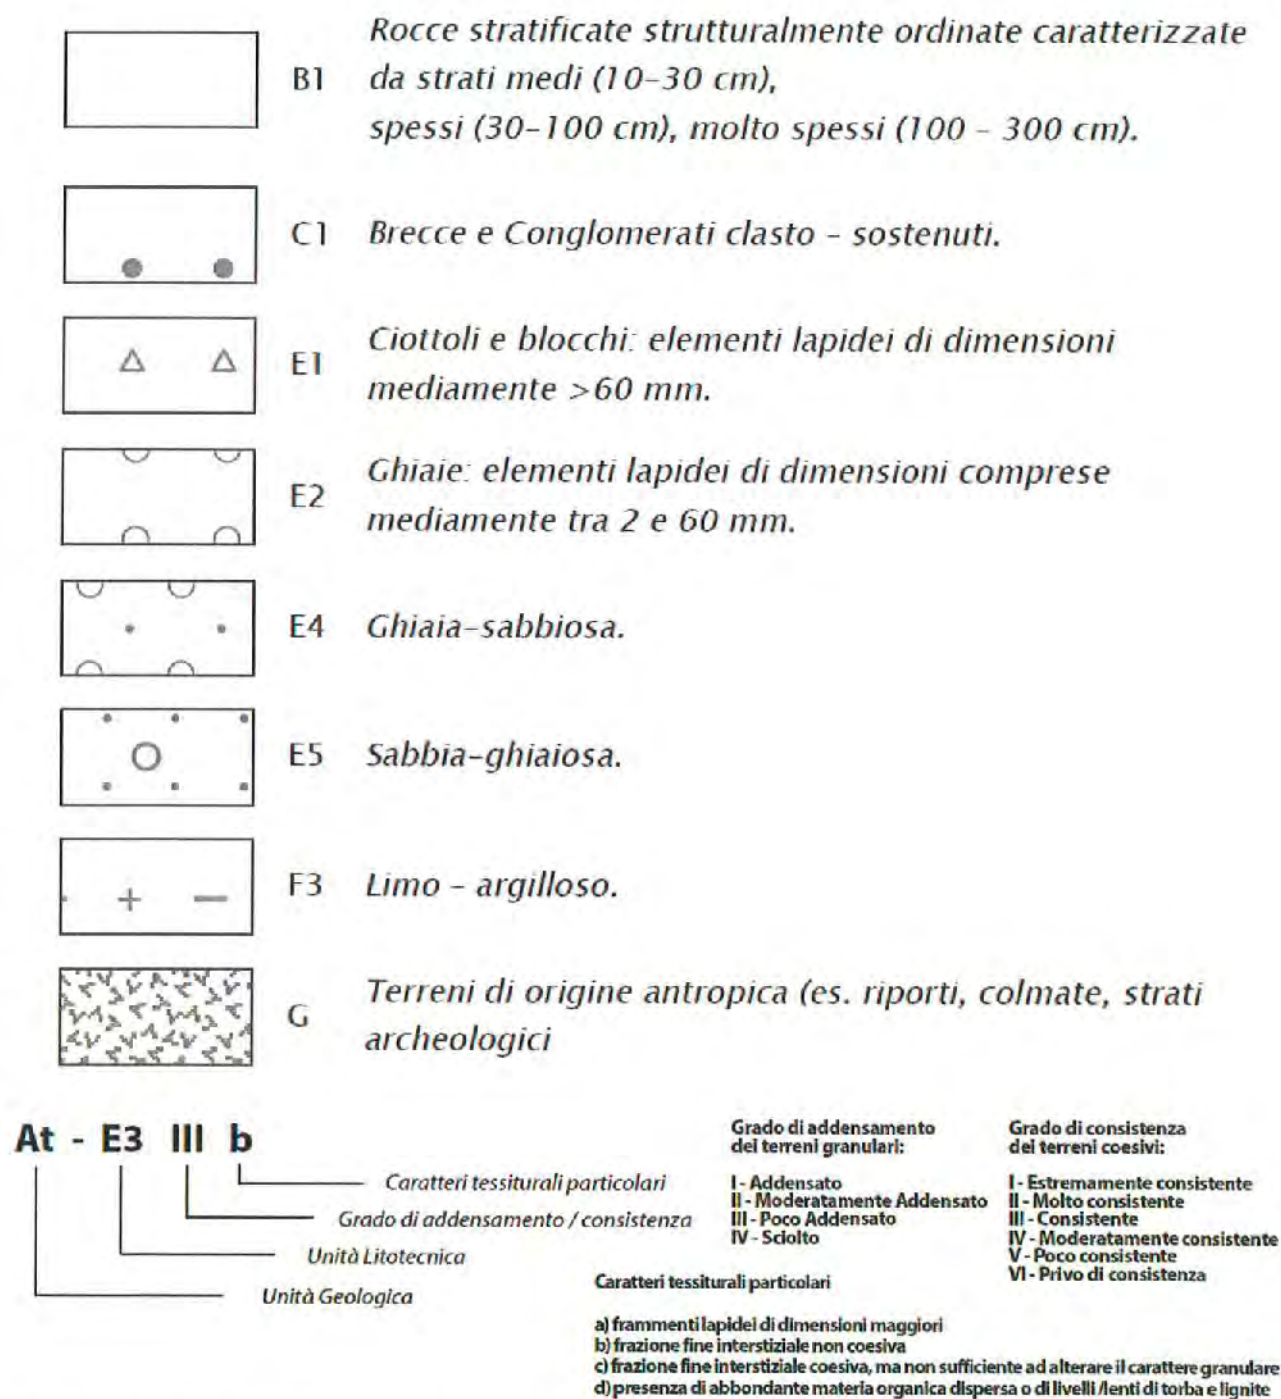 B1
Rocce stratificate strutturalmente ordinate caratterizzate
da strati medi (10-30 cm),
spessi (30-100 cm), molto spessi (100 - 300 cm).
C1 Brecce e Conglomerati clasto - sostenuti.
E1
Ciottoli e blocchi: elementi lapidei di dimensioni
mediamente >60 mm.
E2
Ghiaie: elementi lapidei di dimensioni comprese
mediamente tra 2 e 60 mm.
E4 Ghiaia-sabbiosa.
E5 Sabbia-ghiaiosa.
F3 Limo - argilloso.
G
Terreni di origine antropica (es. riporti, colmate, strati
archeologici
At - E3 III b
Caratteri tessiturali particolari
Grado di addensamento / consistenza
Unità Litotecnica
Unità Geologica
Grado di addensamento
dei terreni granulari:
I - Addensato
II - Moderatamente Addensato
III - Poco Addensato
IV - Sciolto
Grado di consistenza
dei terreni coesivi:
I - Estremamente consistente
II - Molto consistente
III - Consistente
IV - Moderatamente consistente
V - Poco consistente
VI - Privo di consistenza
Caratteri tessiturali particolari
a) frammenti lapidei di dimensioni maggiori
b) frazione fine interstiziale non coesiva
c) frazione fine interstiziale coesiva, ma non sufficiente ad alterare il carattere granulare
d) presenza di abbondante materia organica dispersa o di livelli /lenti di torba e lignite